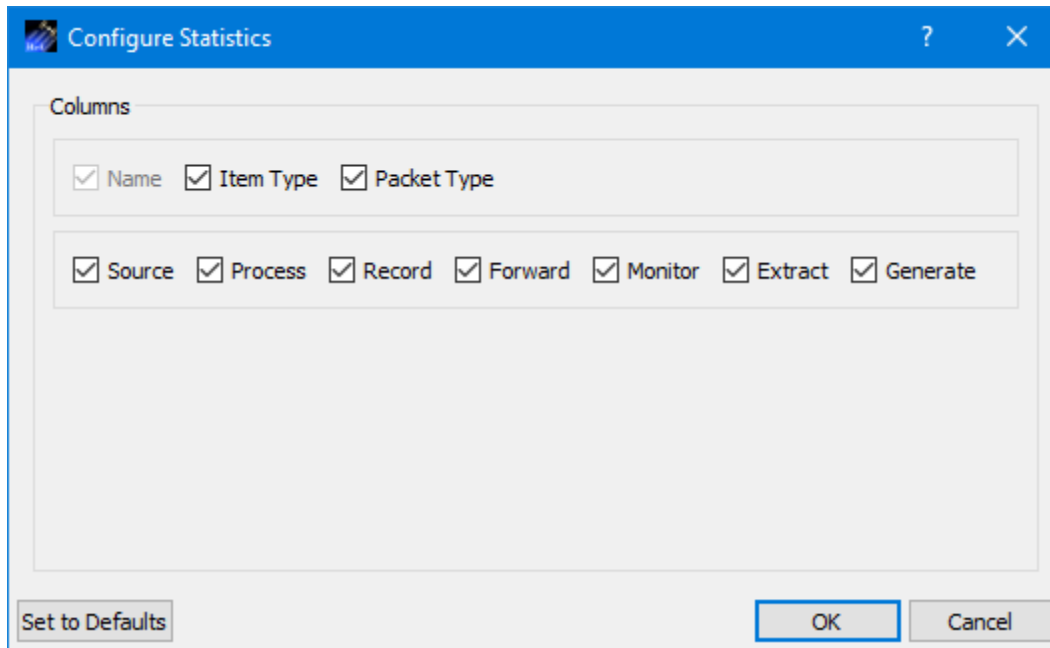 Configure Statistics ?
Columns
Name Item Type Packet Type
Source Process Record Forward Monitor Extract Generate
Set to Defaults OK Cancel